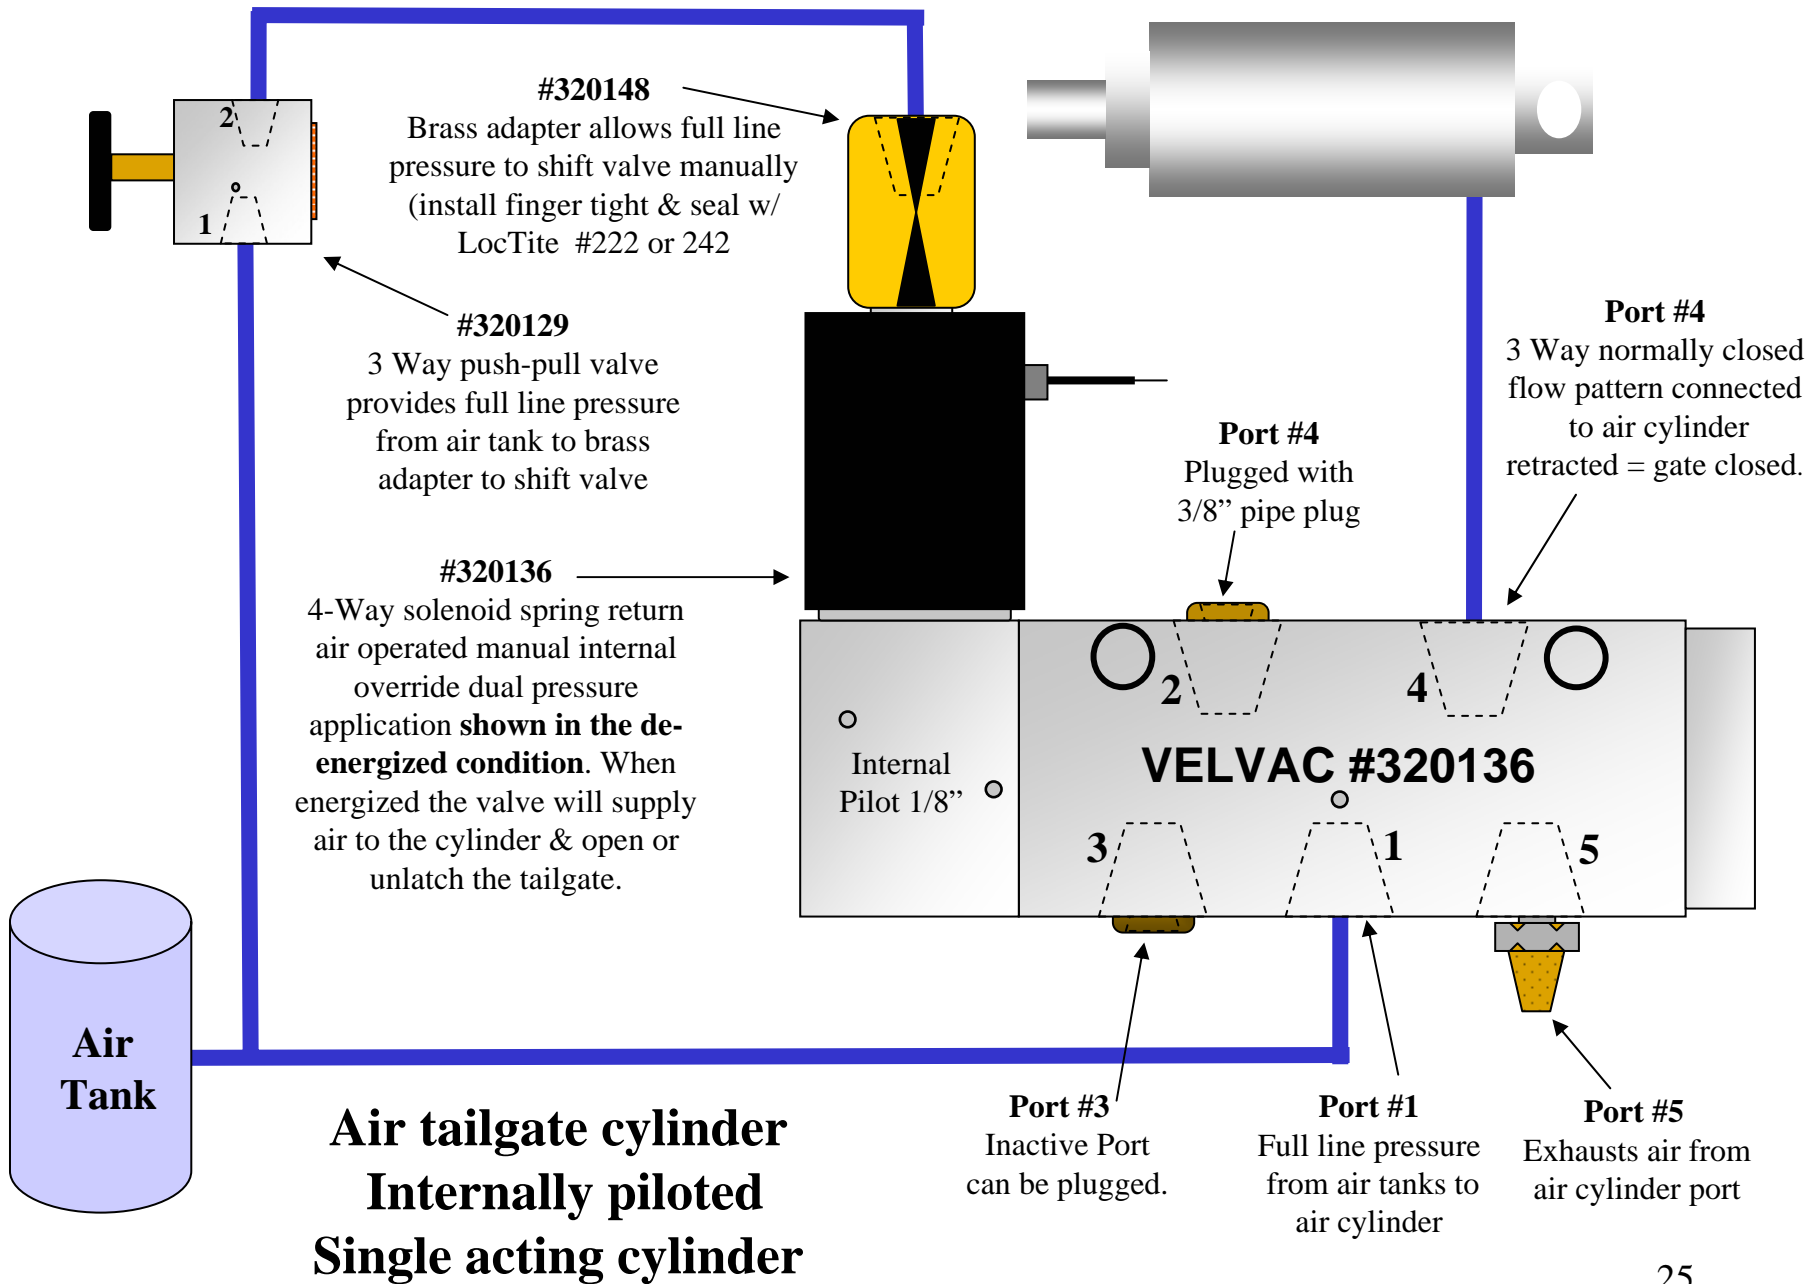 #320148
Brass adapter allows full line
pressure to shift valve manually
(install finger tight & seal w/
LocTite #222 or 242
2
1
#320129
3 Way push-pull valve
provides full line pressure
from air tank to brass
adapter to shift valve
Port #4
3 Way normally closed
flow pattern connected
to air cylinder
retracted = gate closed.
Port #4
Plugged with
3/8” pipe plug
#320136
4-Way solenoid spring return
air operated manual internal
override dual pressure
application shown in the de-
energized condition. When
energized the valve will supply
air to the cylinder & open or
unlatch the tailgate.
2
4
VELVAC #320136
Internal
Pilot 1/8”
3
1
5
Air
Tank
Port #3
Inactive Port
can be plugged.
Port #1
Full line pressure
from air tanks to
air cylinder
Port #5
Exhausts air from
air cylinder port
Air tailgate cylinder
Internally piloted
Single acting cylinder
25